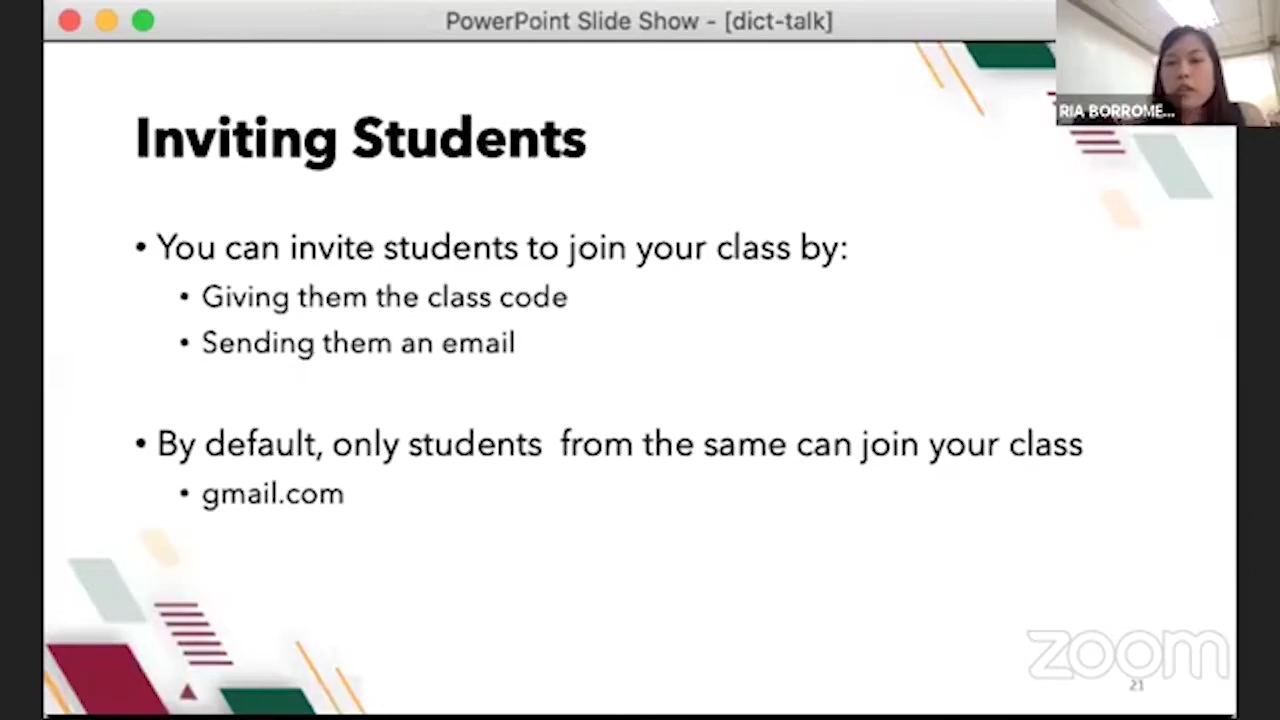 PowerPoint Slide Show - [dict-talk]
RIA BORROME...
Inviting Students
• You can invite students to join your class by:
• Giving them the class code
• Sending them an email
• By default, only students from the same can join your class
• gmail.com
zoom
21